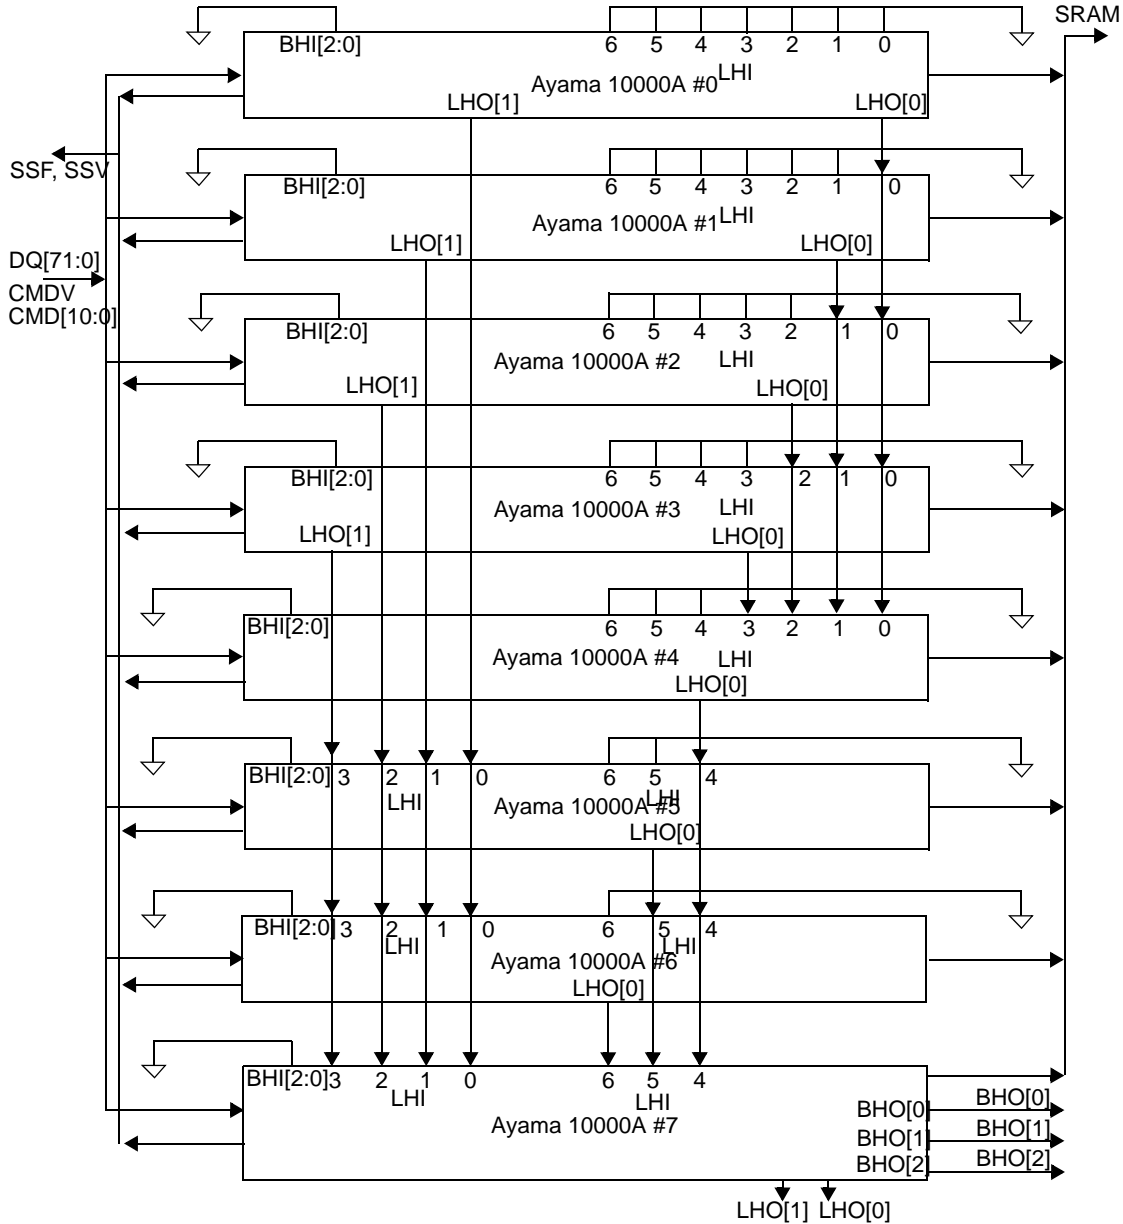 SRAM
BHI[2:0] 6 5 4 3 2 1 0
LHI
Ayama 10000A #0
LHO[1] LHO[0]
SSF, SSV
BHI[2:0] 6 5 4 3 2 1 0
LHI
Ayama 10000A #1
LHO[1] LHO[0]
DQ[71:0]
CMDV
CMD[10:0]
BHI[2:0] 6 5 4 3 2 1 0
Ayama 10000A #2 LHI
LHO[1] LHO[0]
BHI[2:0] 6 5 4 3 2 1 0
Ayama 10000A #3 LHI
LHO[1] LHO[0]
BHI[2:0] 6 5 4 3 2 1 0
Ayama 10000A #4 LHI
LHO[0]
BHI[2:0] 3 2 1 0 6 5 4
LHI LHI
Ayama 10000A #5
LHO[0]
BHI[2:0] 3 2 1 0 6 5 4
LHI LHI
Ayama 10000A #6
LHO[0]
BHI[2:0] 3 2 1 0 6 5 4
LHI LHI
Ayama 10000A #7
BHO[0] BHO[0]
BHO[1] BHO[1]
BHO[2] BHO[2]
LHO[1] LHO[0]